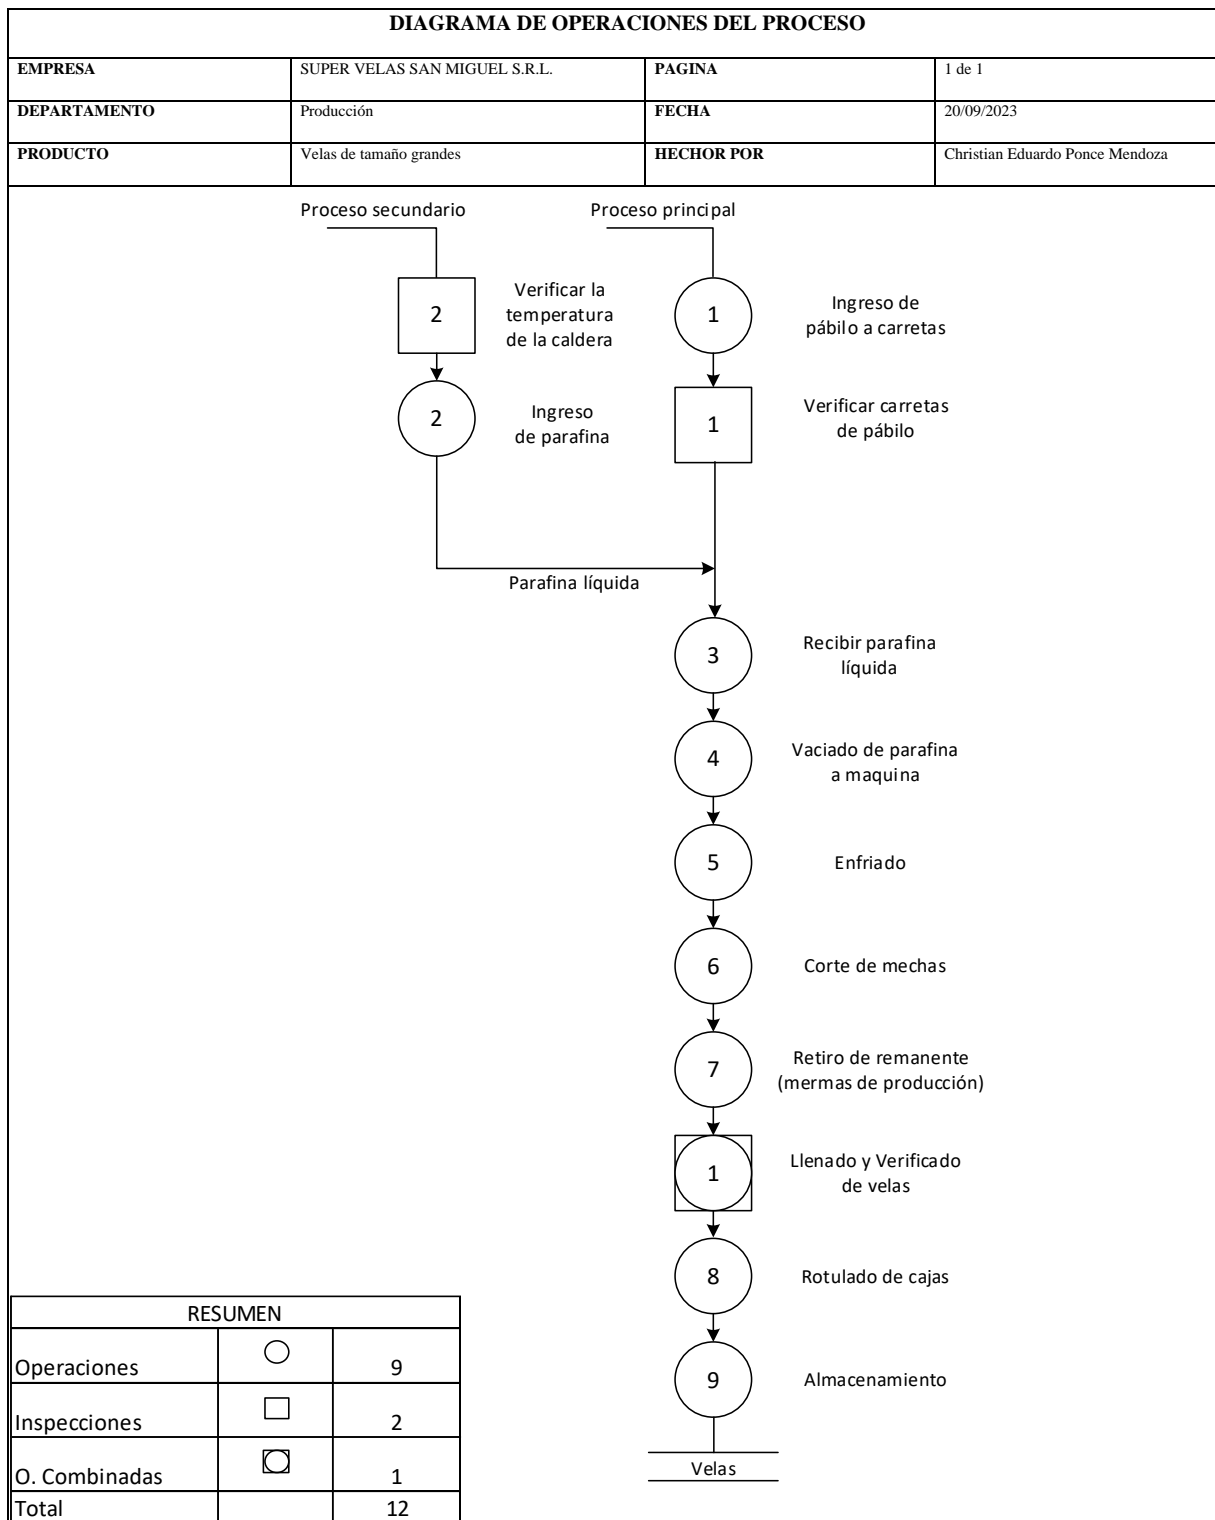 DIAGRAMA DE OPERACIONES DEL PROCESO
EMPRESA SUPER VELAS SAN MIGUEL S.R.L. PAGINA 1 de 1
DEPARTAMENTO Producción FECHA 20/09/2023
PRODUCTO Velas de tamaño grandes HECHOR POR Christian Eduardo Ponce Mendoza
Proceso secundario
Proceso principal
2
Verificar la
temperatura
de la caldera
1
Ingreso de
pábilo a carretas
2
Ingreso
de parafina
1
Verificar carretas
de pábilo
Parafina líquida
3
Recibir parafina
líquida
4
Vaciado de parafina
a maquina
5
Enfriado
6
Corte de mechas
7
Retiro de remanente
(mermas de producción)
1
Llenado y Verificado
de velas
8
Rotulado de cajas
9
Almacenamiento
Velas
RESUMEN
Operaciones 9
Inspecciones 2
O. Combinadas 1
Total 12